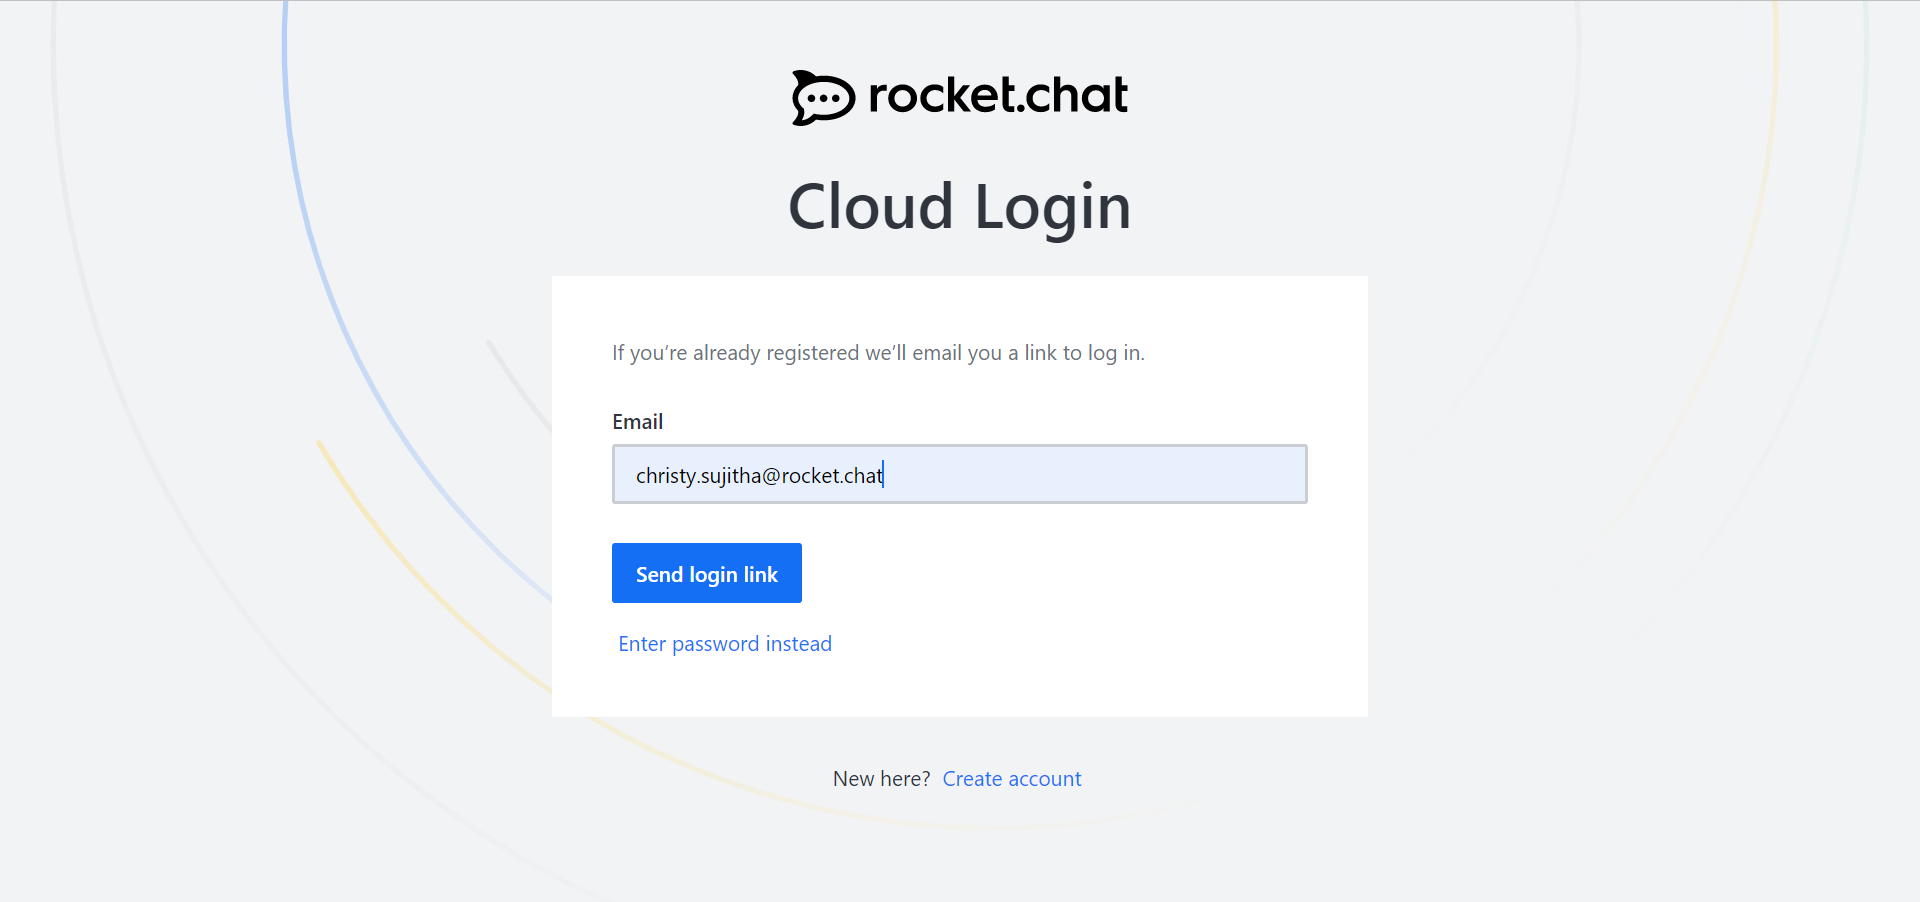 rocket.chat
Cloud Login
If you’re already registered we’ll email you a link to log in.
Email
christy.sujitha@rocket.chat
Send login link
Enter password instead
New here? Create account